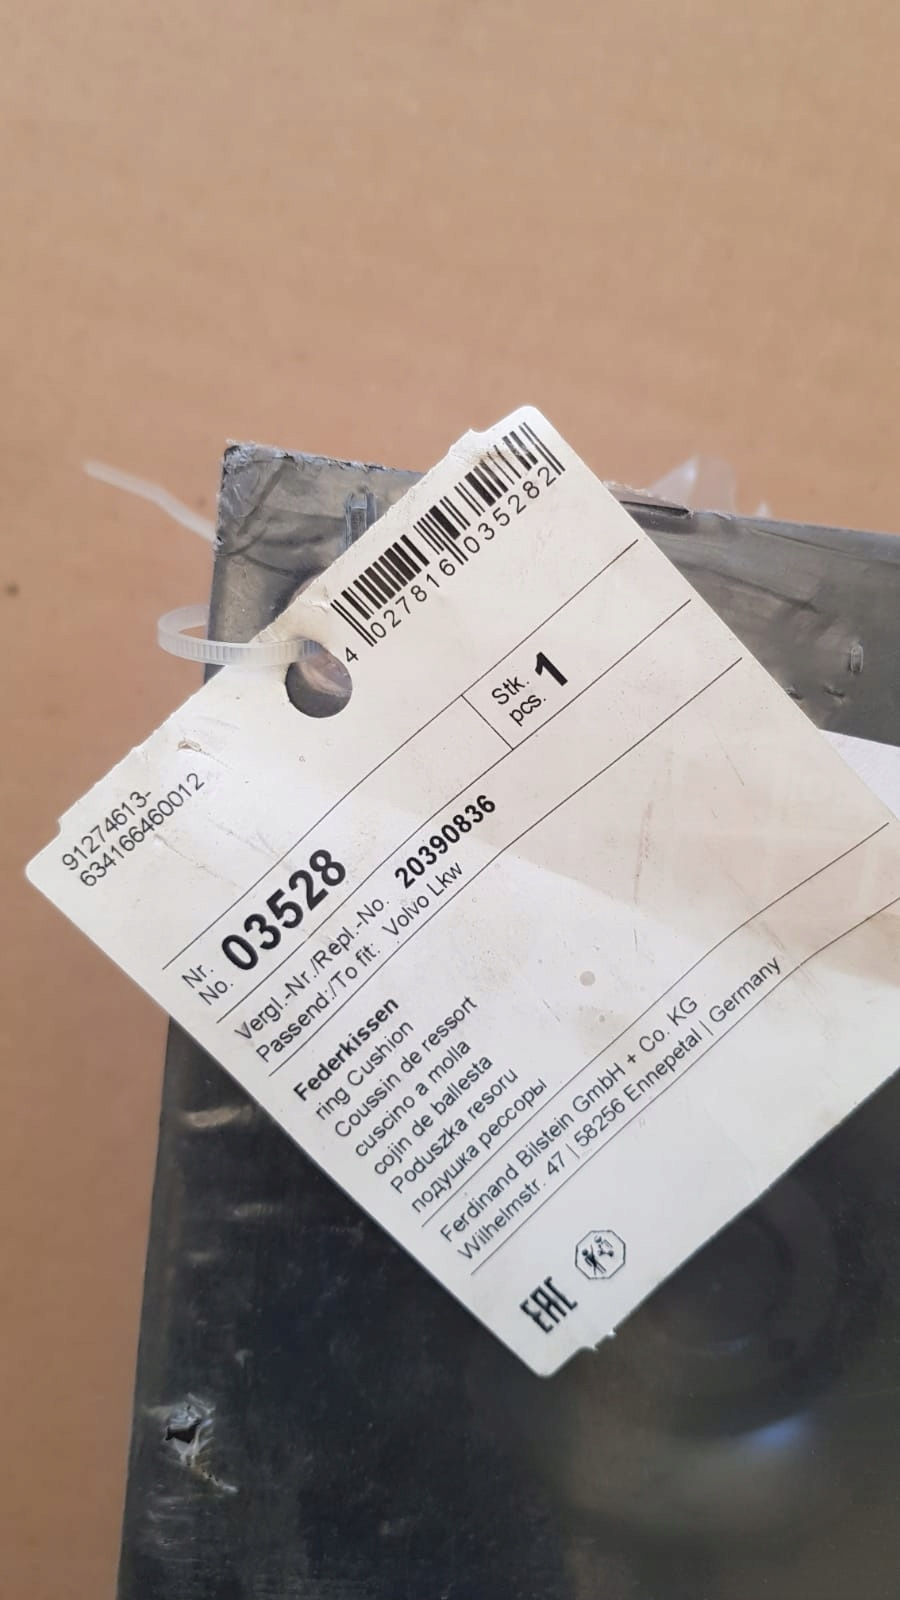 4 027816 035282
91274613-
634166460012
Stk.
pcs. 1
Nr.
No. 03528
Vergl.-Nr./Repl.-No. 20390836
Passend:/To fit: Volvo Lkw
Federkissen
ring Cushion
Coussin de ressort
cuscino a molla
cojin de ballesta
Poduszka resoru
подушка рессоры
Ferdinand Bilstein GmbH + Co. KG
Wilhelmstr. 47 | 58256 Ennepetal | Germany
EAC